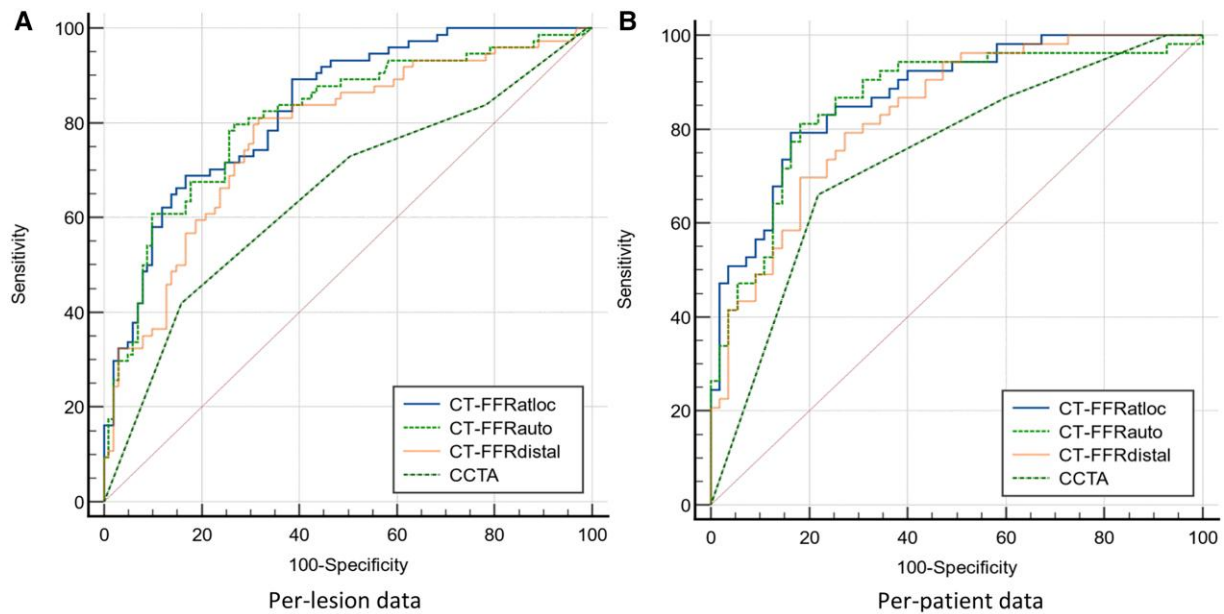 A
B
100
80
60
40
20
0
Sensitivity
0
20
40
60
80
100
100-Specificity
Per-lesion data
CT-FFRatloc
CT-FFRauto
CT-FFRdistal
CCTA
100
80
60
40
20
0
Sensitivity
0
20
40
60
80
100
100-Specificity
Per-patient data
CT-FFRatloc
CT-FFRauto
CT-FFRdistal
CCTA